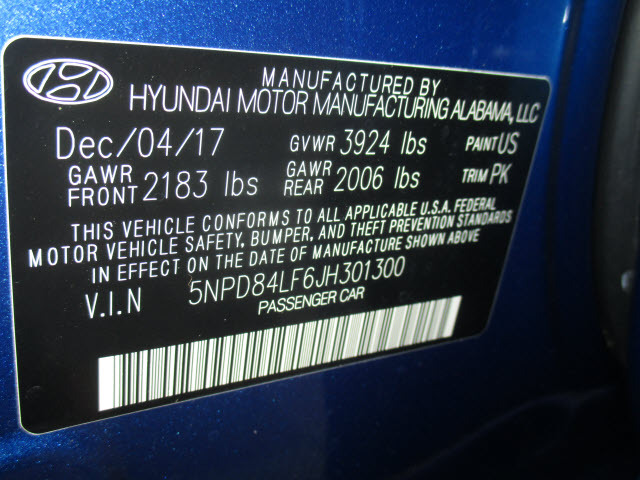 MANUFACTURED BY
HYUNDAI MOTOR MANUFACTURING ALABAMA, LLC
Dec/04/17 GVWR 3924 lbs PAINT US
GAWR FRONT 2183 lbs GAWR REAR 2006 lbs TRIM PK
THIS VEHICLE CONFORMS TO ALL APPLICABLE U.S.A. FEDERAL
MOTOR VEHICLE SAFETY, BUMPER, AND THEFT PREVENTION STANDARDS
IN EFFECT ON THE DATE OF MANUFACTURE SHOWN ABOVE
V.I.N 5NPD84LF6JH301300
PASSENGER CAR